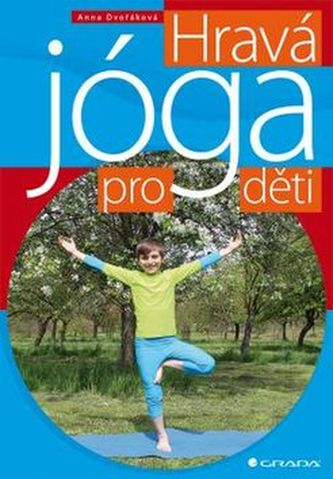 Anna Dvořáková
Hravá
jóga
pro děti
GRADA